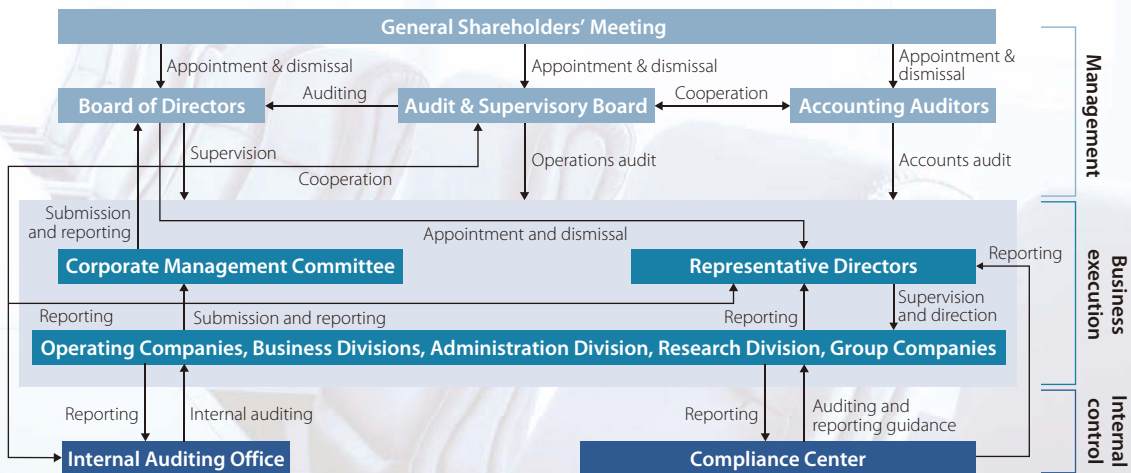 General Shareholders' Meeting
Appointment & dismissal
Appointment & dismissal
Appointment &
dismissal
Board of Directors
Auditing
Audit & Supervisory Board
Cooperation
Accounting Auditors
Management
Supervision
Cooperation
Operations audit
Accounts audit
Submission
and reporting
Appointment and dismissal
Corporate Management Committee
Representative Directors
Reporting
Business
execution
Reporting
Submission and reporting
Reporting
Supervision
and direction
Operating Companies, Business Divisions, Administration Division, Research Division, Group Companies
Reporting
Internal auditing
Reporting
Auditing and
reporting guidance
Internal
control
Internal Auditing Office
Compliance Center